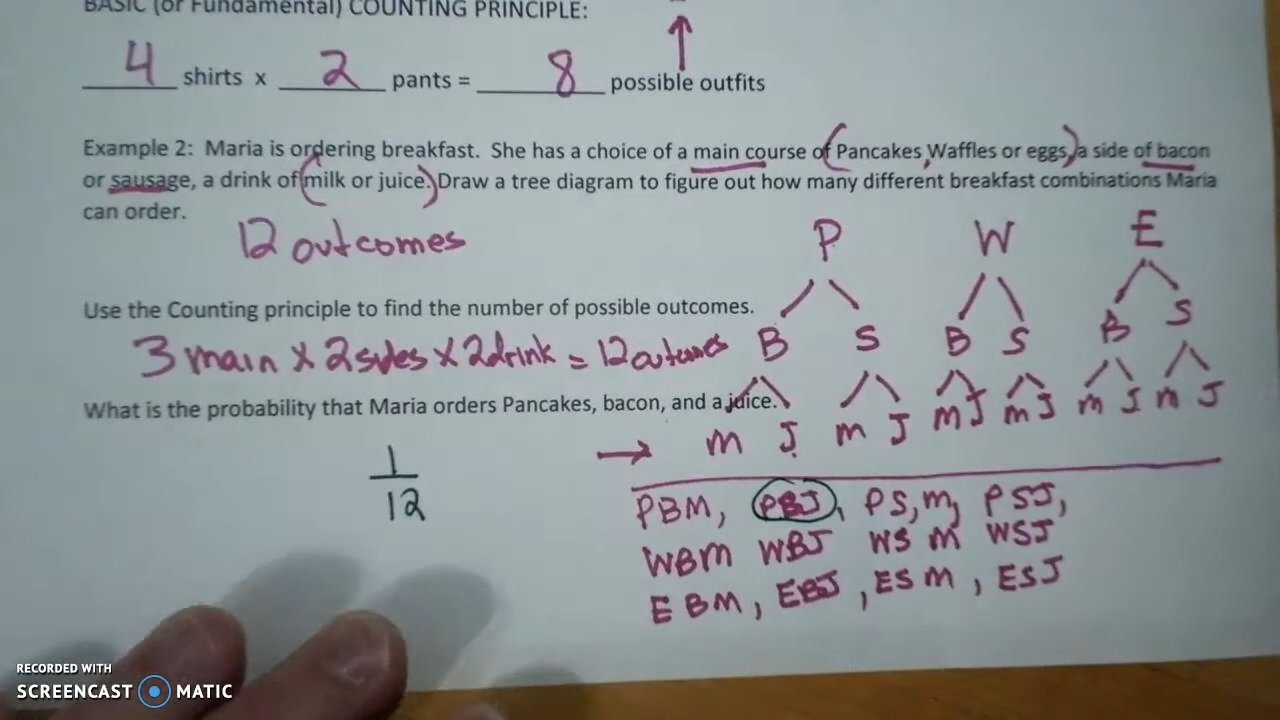 BASIC (or Fundamental) COUNTING PRINCIPLE:
4 shirts x 2 pants = 8 possible outfits
Example 2: Maria is ordering breakfast. She has a choice of a main course of (Pancakes, Waffles or eggs,) a side of bacon
or sausage, a drink of (milk or juice.) Draw a tree diagram to figure out how many different breakfast combinations Maria
can order.
12 outcomes
P W E
Use the Counting principle to find the number of possible outcomes.
B S B S B S
3 main x 2 sides x 2 drink = 12 outcomes
What is the probability that Maria orders Pancakes, bacon, and a juice.
M J M J M J M J M J M J
1
12
PBM, PBJ, PS,M, PSJ,
WBM WBJ WS M WSJ
EBM, EBJ, ESM, ESJ
RECORDED WITH
SCREENCAST MATIC